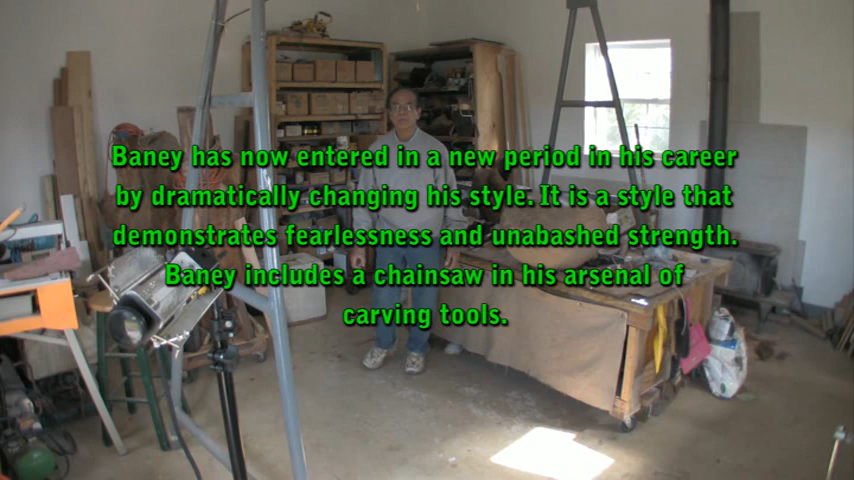 Baney has now entered in a new period in his career
by dramatically changing his style. It is a style that
demonstrates fearlessness and unabashed strength.
Baney includes a chainsaw in his arsenal of
carving tools.